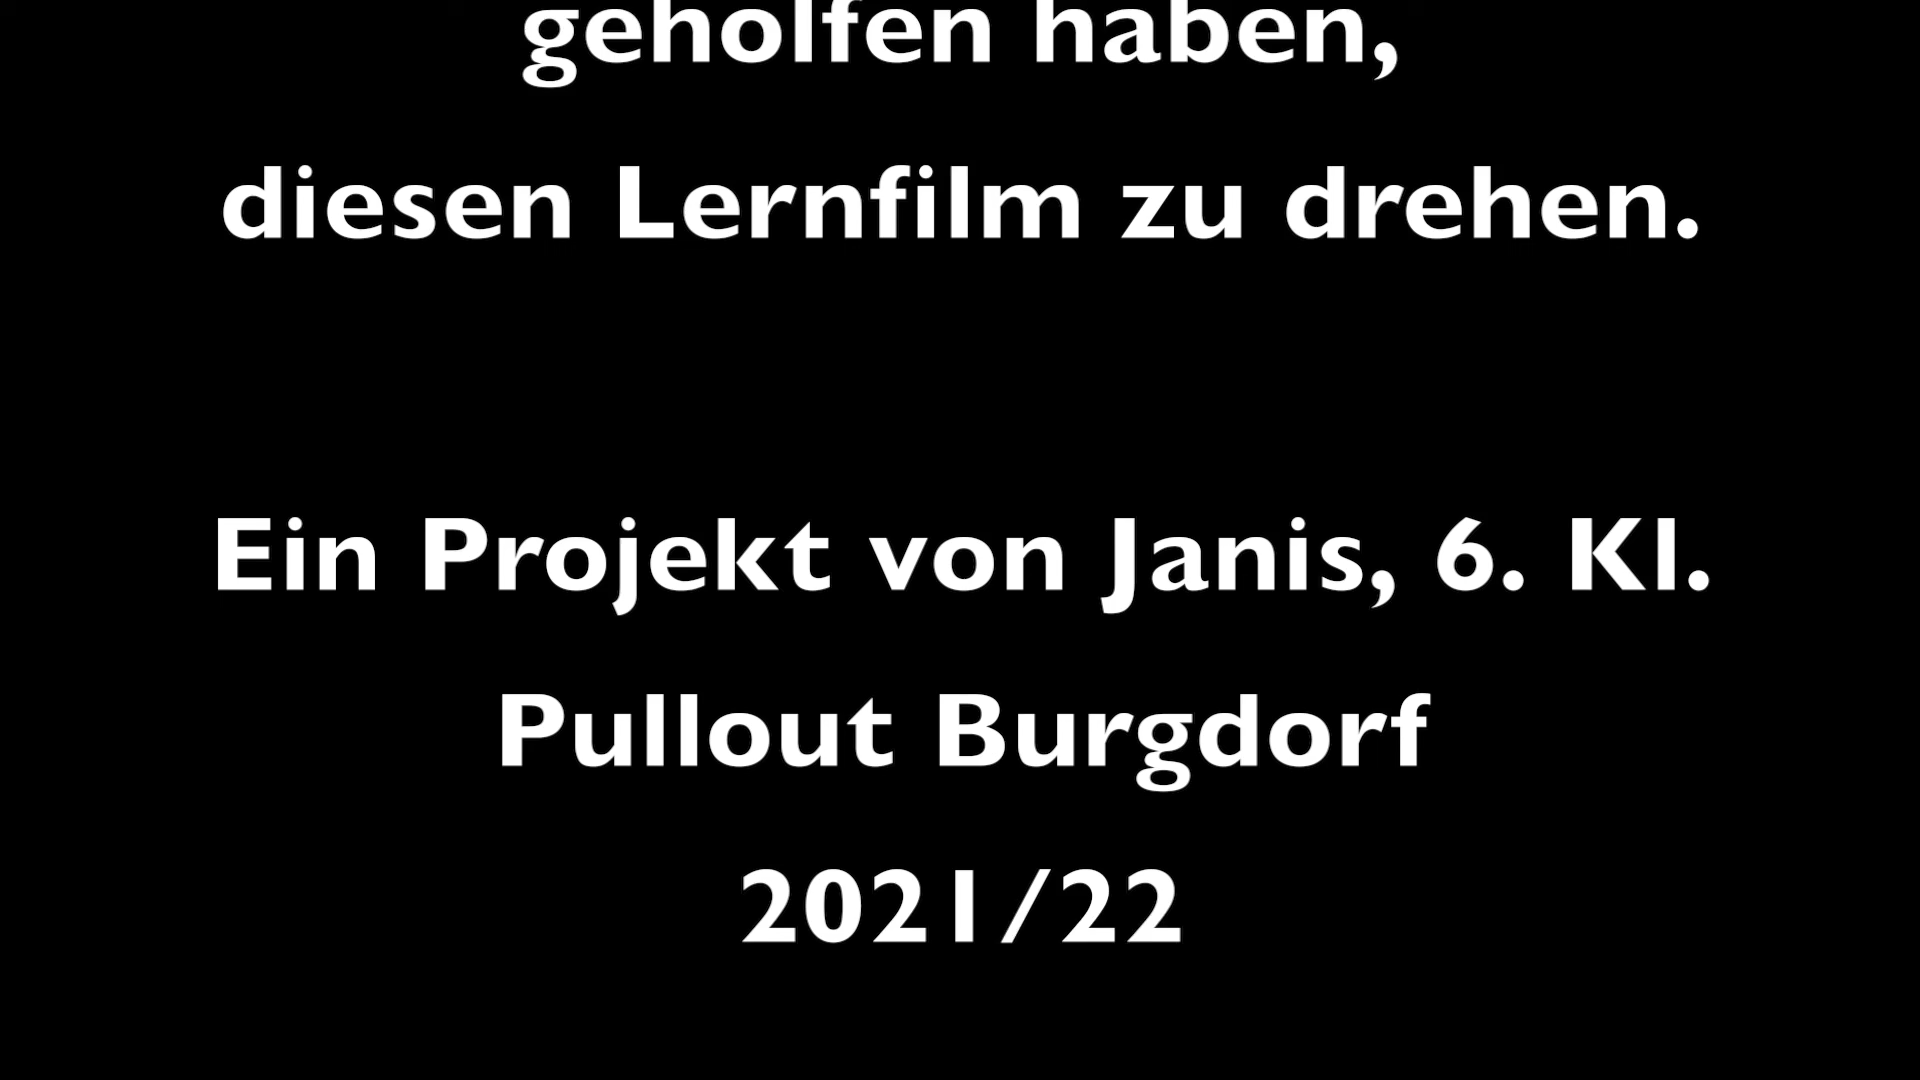 geholfen haben,
diesen Lernfilm zu drehen.
Ein Projekt von Janis, 6. Kl.
Pullout Burgdorf
2021/22